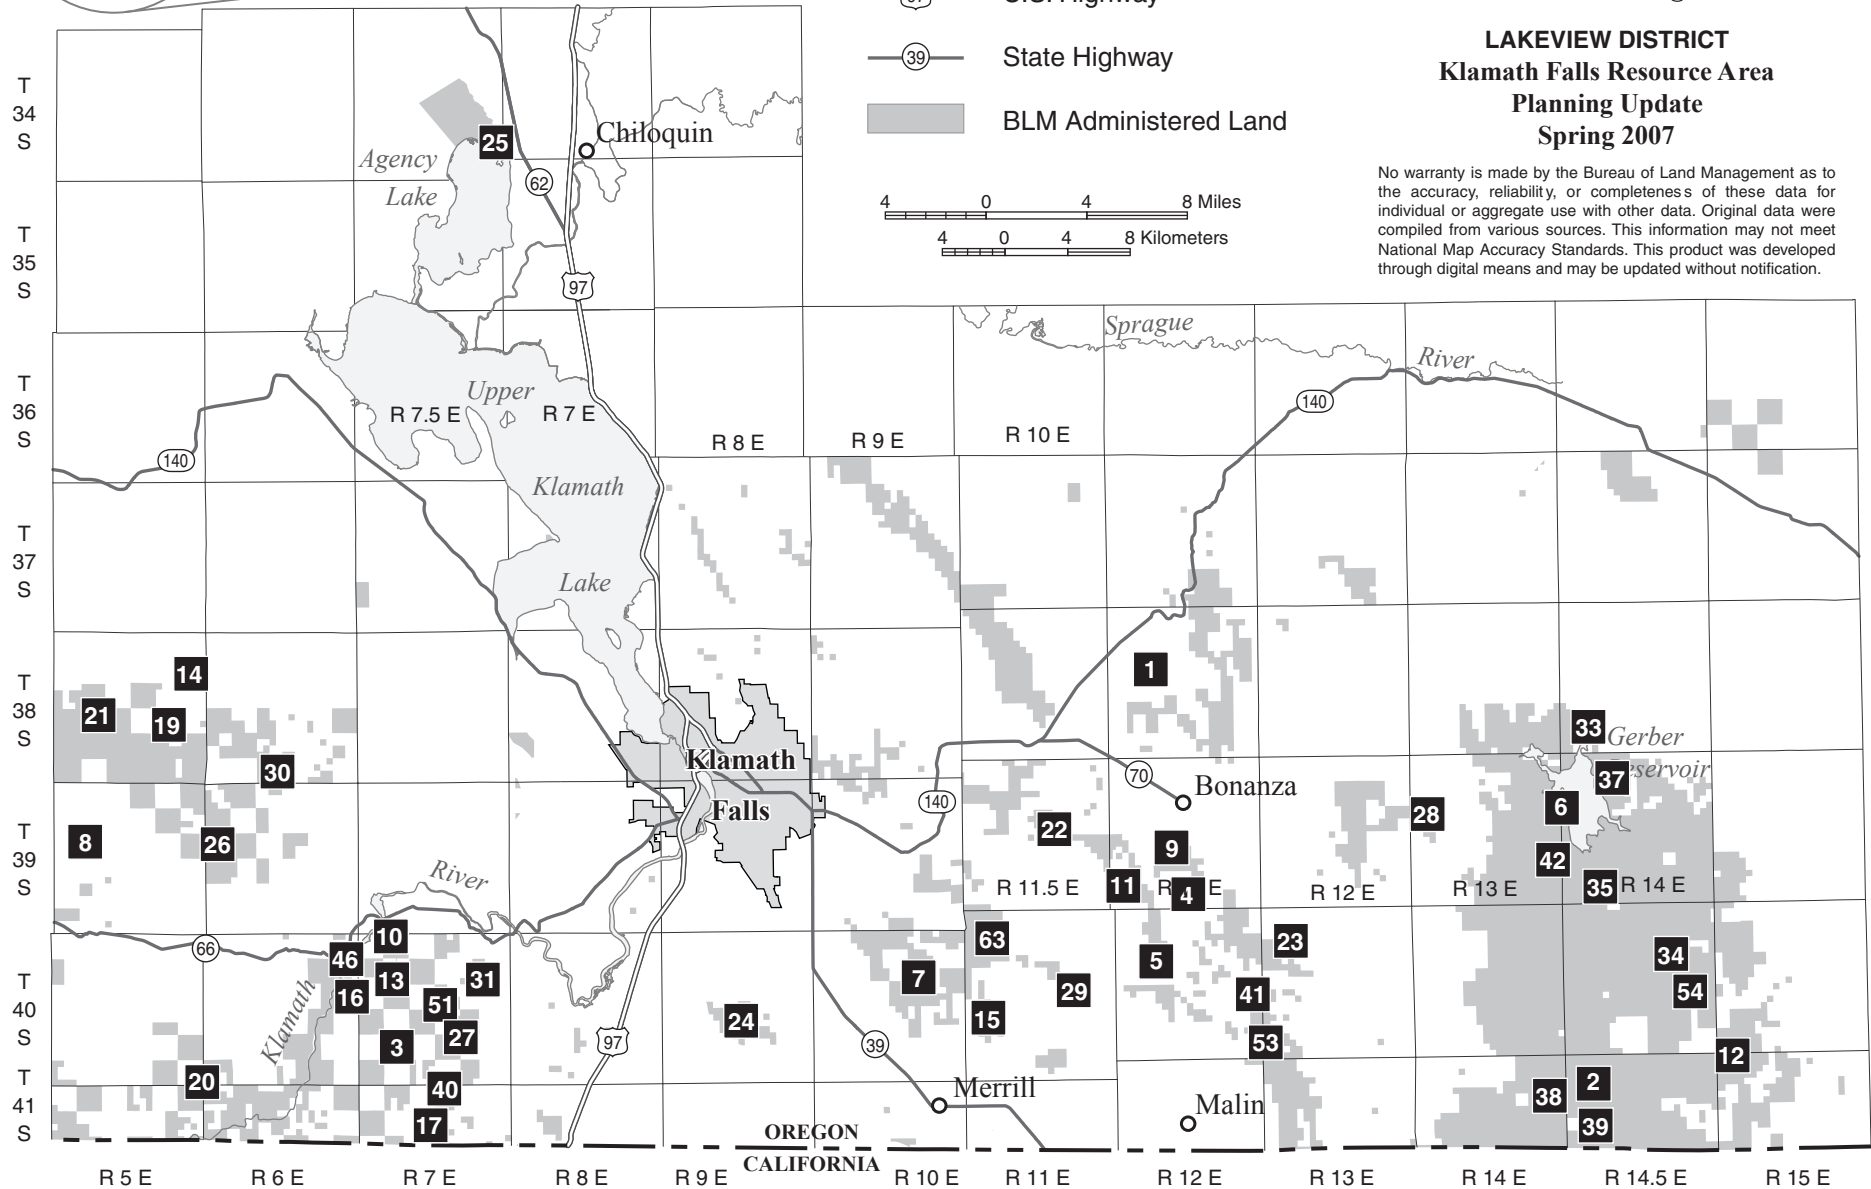 97
39
State Highway
BLM Administered Land
4 0 4 8 Miles
4 0 4 8 Kilometers
LAKEVIEW DISTRICT
Klamath Falls Resource Area
Planning Update
Spring 2007
No warranty is made by the Bureau of Land Management as to
the accuracy, reliability, or completeness of these data for
individual or aggregate use with other data. Original data were
compiled from various sources. This information may not meet
National Map Accuracy Standards. This product was developed
through digital means and may be updated without notification.
T
34
S
T
35
S
T
36
S
T
37
S
T
38
S
T
39
S
T
40
S
T
41
S
25
Chiloquin
Agency
Lake
62
97
Sprague
River
140
Upper
R 7.5 E
R 7 E
R 8 E
R 9 E
R 10 E
140
Klamath
Lake
14
21
19
30
1
33
Gerber
37
6
Klamath
Falls
70
Bonanza
140
8
26
22
9
28
42
River
R 11.5 E
11
4
E
R 12 E
R 13 E
35
R 14 E
66
10
46
13
31
16
51
3
27
Klamath
20
40
17
97
24
7
63
29
15
39
5
23
41
53
34
54
12
38
2
39
Merrill
Malin
OREGON
CALIFORNIA
R 5 E R 6 E R 7 E R 8 E R 9 E R 10 E R 11 E R 12 E R 13 E R 14 E R 14.5 E R 15 E